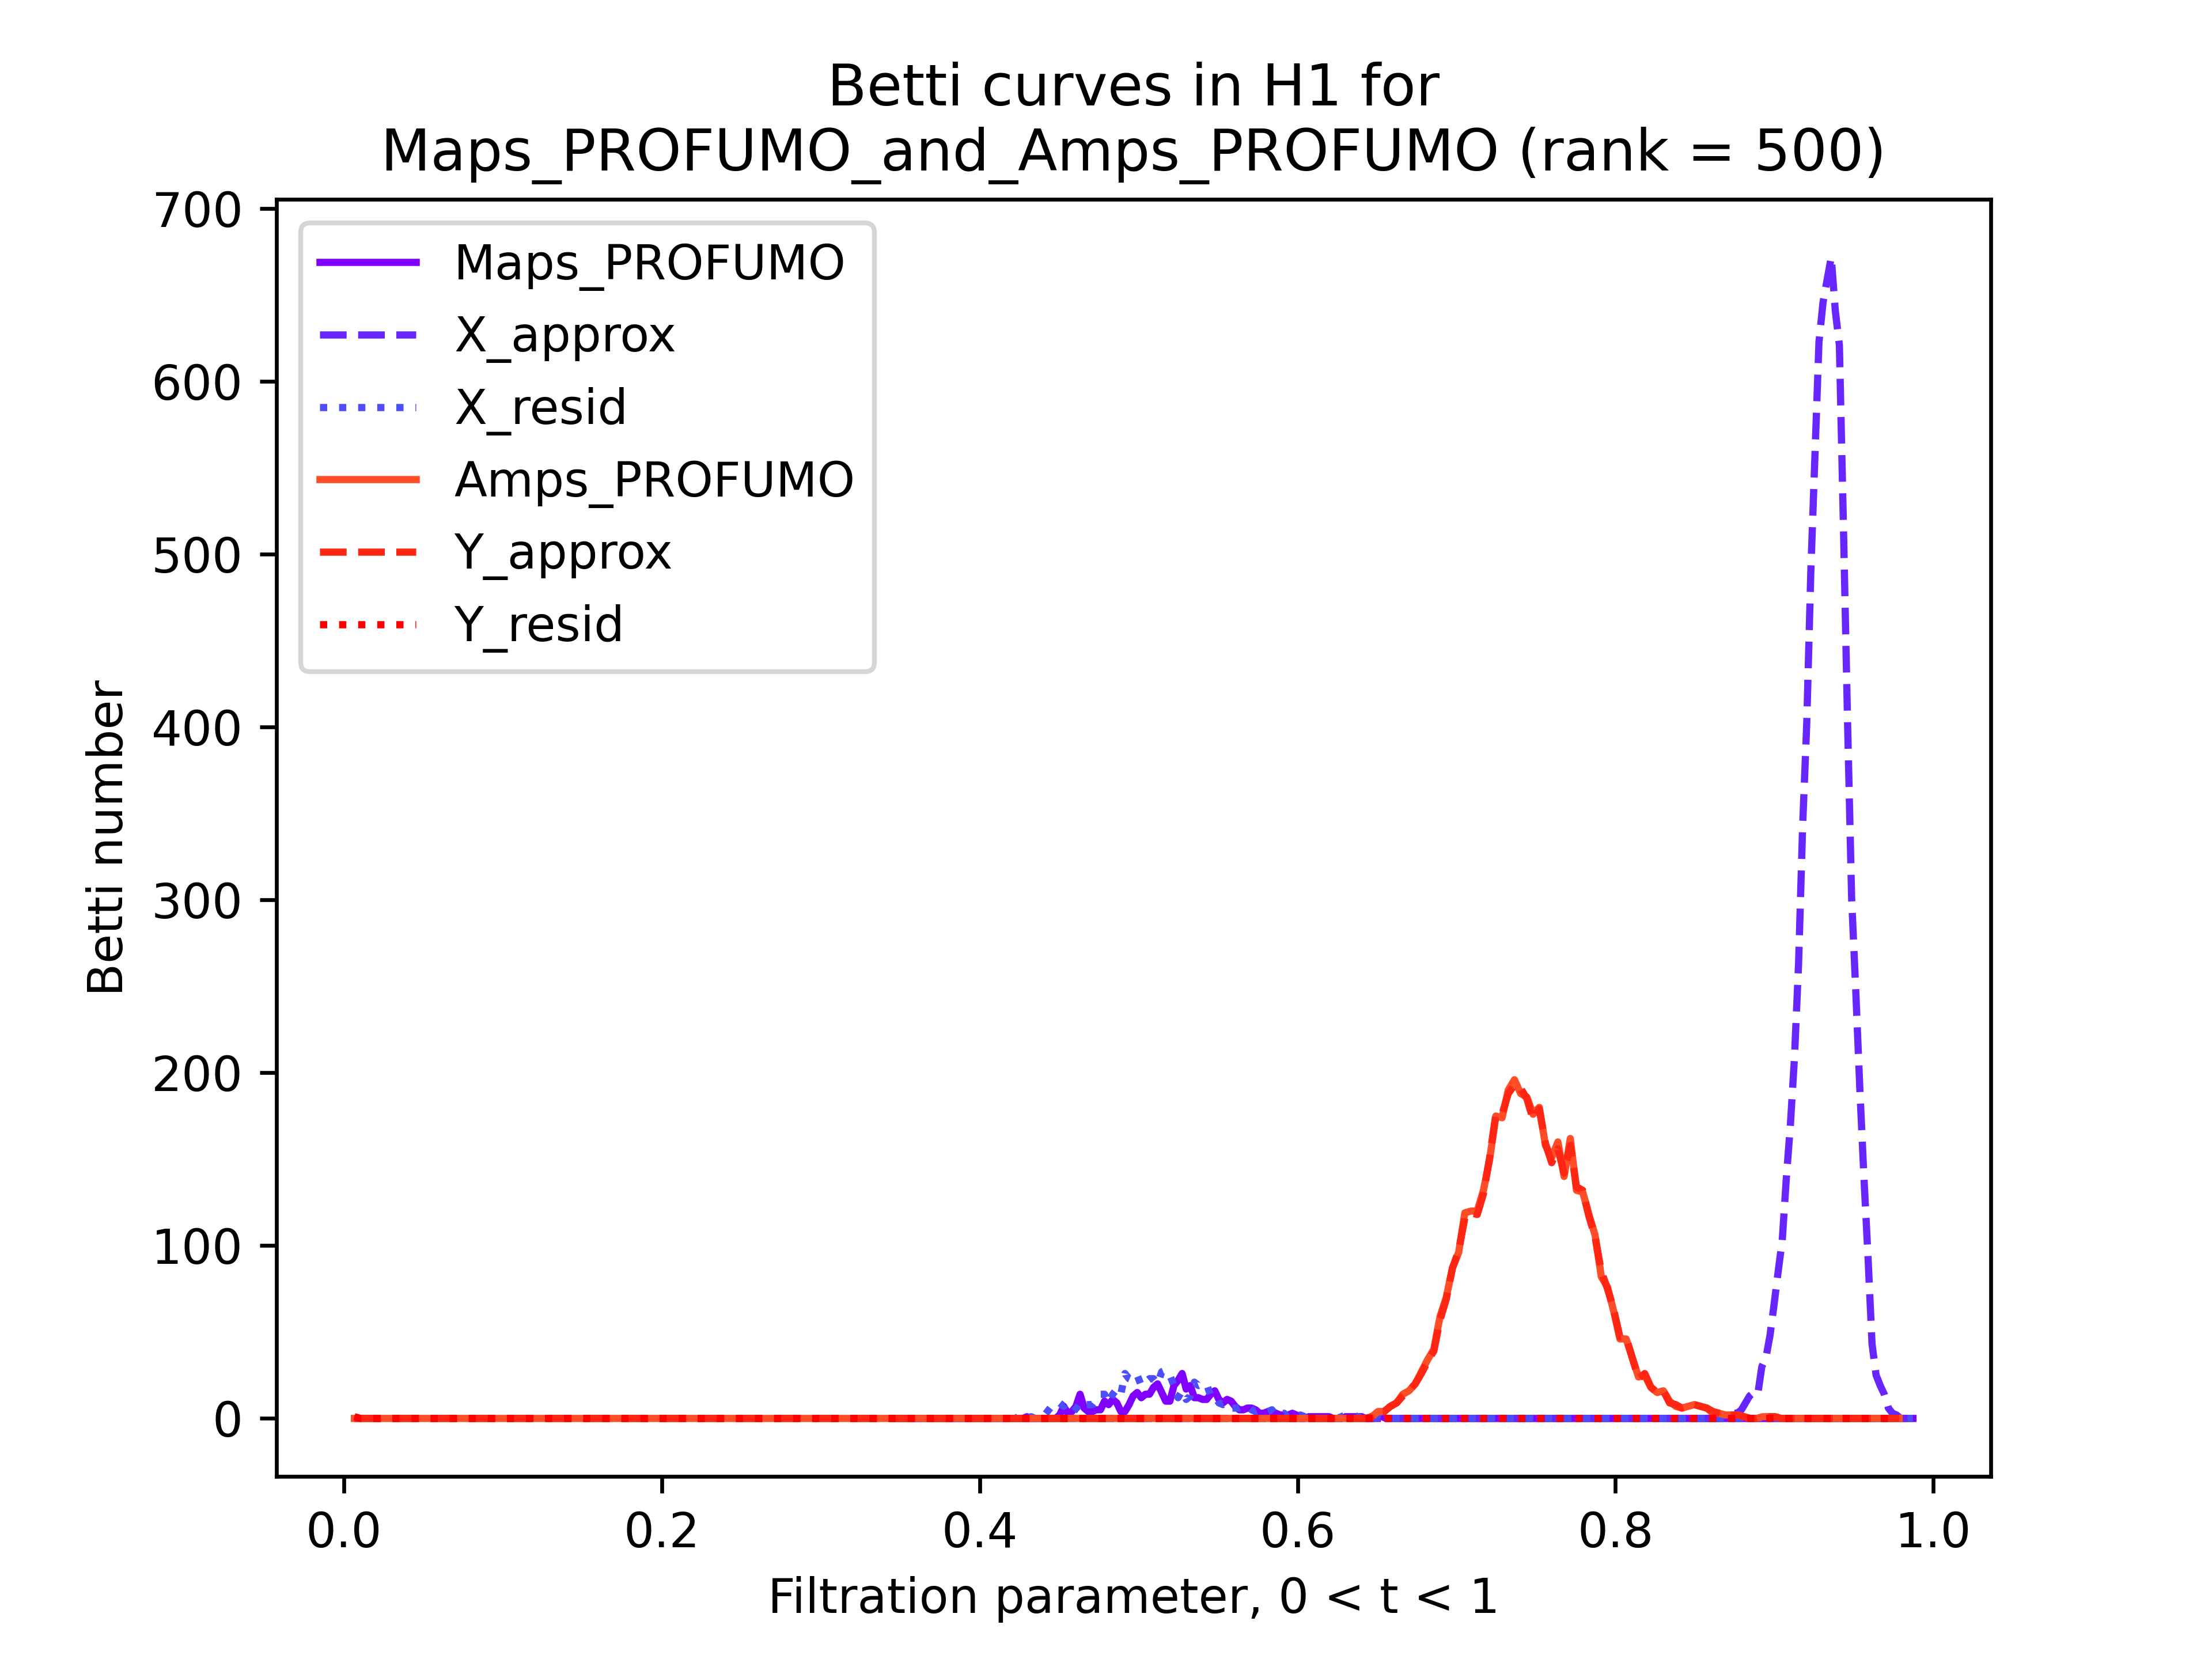 Betti curves in H1 for
Maps_PROFUMO_and_Amps_PROFUMO (rank = 500)
700
600
500
400
300
200
100
0
Betti number
Maps_PROFUMO
X_approx
X_resid
Amps_PROFUMO
Y_approx
Y_resid
0.0 0.2 0.4 0.6 0.8 1.0
Filtration parameter, 0 < t < 1